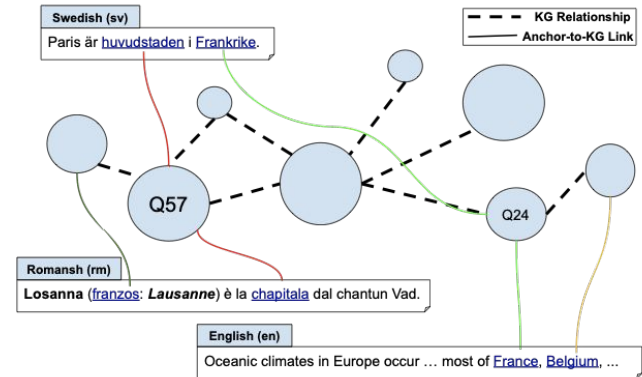 Swedish (sv)
Paris är huvudstaden i Frankrike.
KG Relationship
Anchor-to-KG Link
Q57
Q24
Romansh (rm)
Losanna (franzos: Lausanne) è la chapitala dal chantun Vad.
English (en)
Oceanic climates in Europe occur … most of France, Belgium, ...